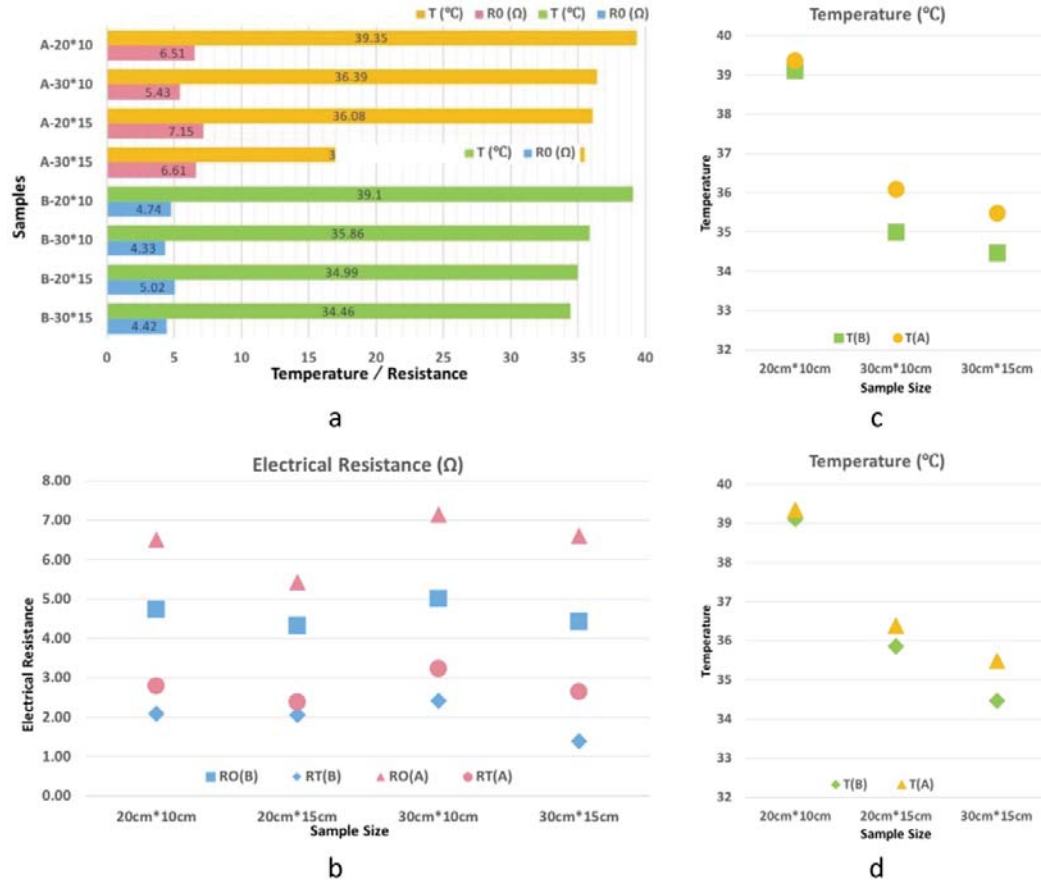 T (℃) R0 (Ω) T (℃) R0 (Ω)
A-20*10 39.35
6.51
A-30*10 36.39
5.43
A-20*15 36.08
7.15
A-30*15 3
6.61
T (℃) R0 (Ω)
B-20*10 39.1
4.74
B-30*10 35.86
4.33
B-20*15 34.99
5.02
B-30*15 34.46
4.42
Samples
0 5 10 15 20 25 30 35 40
Temperature / Resistance
a
Temperature (℃)
40
39
38
37
36
35
34
33
32
Temperature
T(B) T(A)
20cm*10cm 30cm*10cm 30cm*15cm
Sample Size
c
Electrical Resistance (Ω)
8.00
7.00
6.00
5.00
4.00
3.00
2.00
1.00
0.00
Electrical Resistance
RO(B) RT(B) RO(A) RT(A)
20cm*10cm 20cm*15cm 30cm*10cm 30cm*15cm
Sample Size
b
Temperature (℃)
40
39
38
37
36
35
34
33
32
Temperature
T(B) T(A)
20cm*10cm 20cm*15cm 30cm*15cm
Sample Size
d